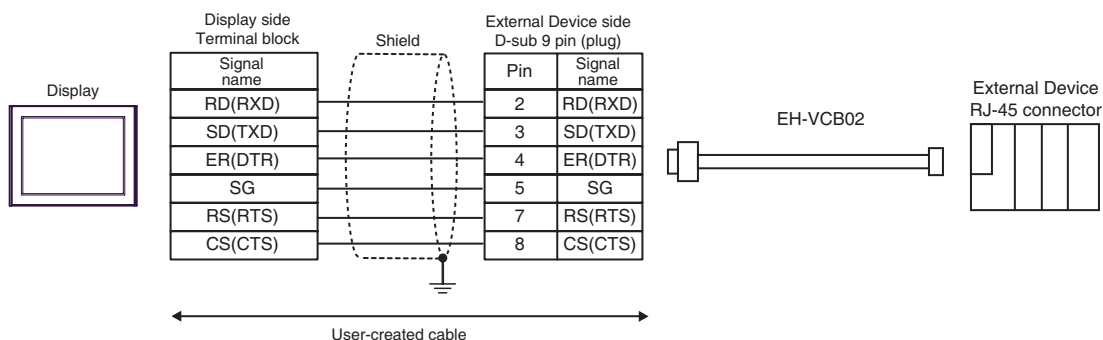 Display side
Terminal block
Shield
External Device side
D-sub 9 pin (plug)
Display
Signal
name
Pin
Signal
name
RD(RXD)
2
RD(RXD)
SD(TXD)
3
SD(TXD)
ER(DTR)
4
ER(DTR)
SG
5
SG
RS(RTS)
7
RS(RTS)
CS(CTS)
8
CS(CTS)
EH-VCB02
External Device
RJ-45 connector
User-created cable